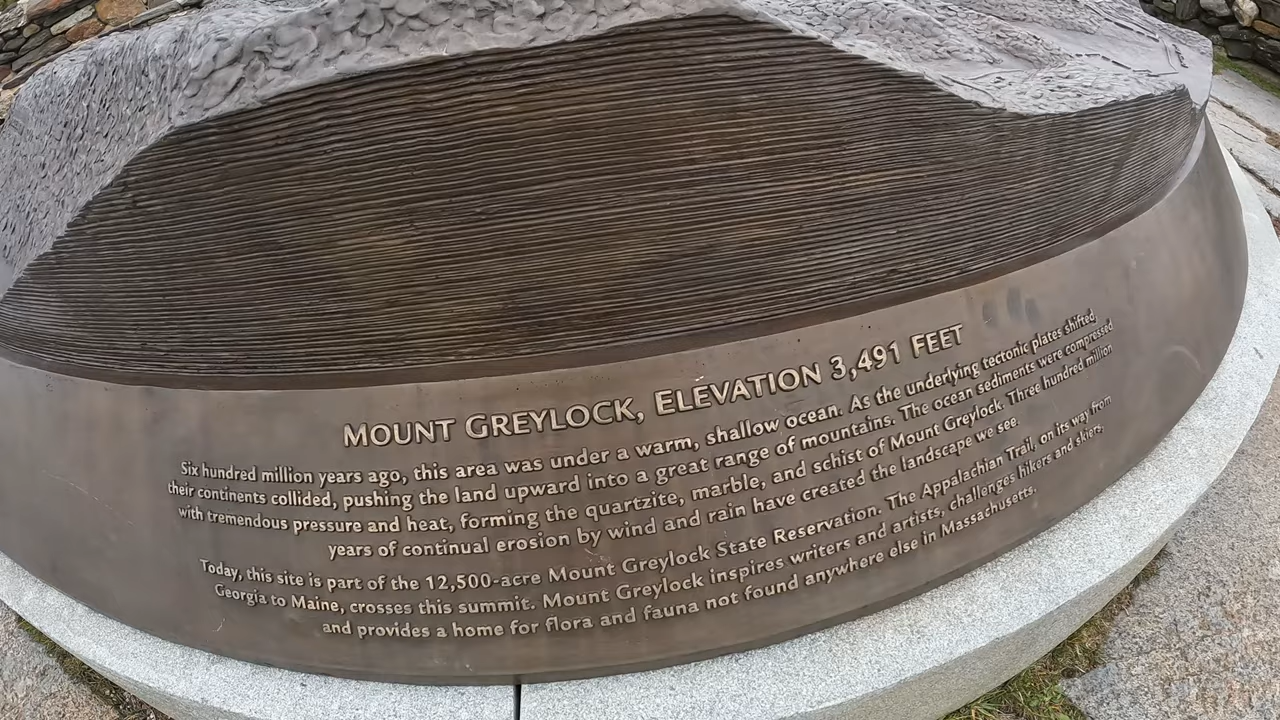 MOUNT GREYLOCK, ELEVATION 3,491 FEET
Six hundred million years ago, this area was under a warm, shallow ocean. As the underlying tectonic plates shifted,
their continents collided, pushing the land upward into a great range of mountains. The ocean sediments were compressed
with tremendous pressure and heat, forming the quartzite, marble, and schist of Mount Greylock. Three hundred million
years of continual erosion by wind and rain have created the landscape we see.
Today, this site is part of the 12,500-acre Mount Greylock State Reservation. The Appalachian Trail, on its way from
Georgia to Maine, crosses this summit. Mount Greylock inspires writers and artists, challenges hikers and skiers,
and provides a home for flora and fauna not found anywhere else in Massachusetts.